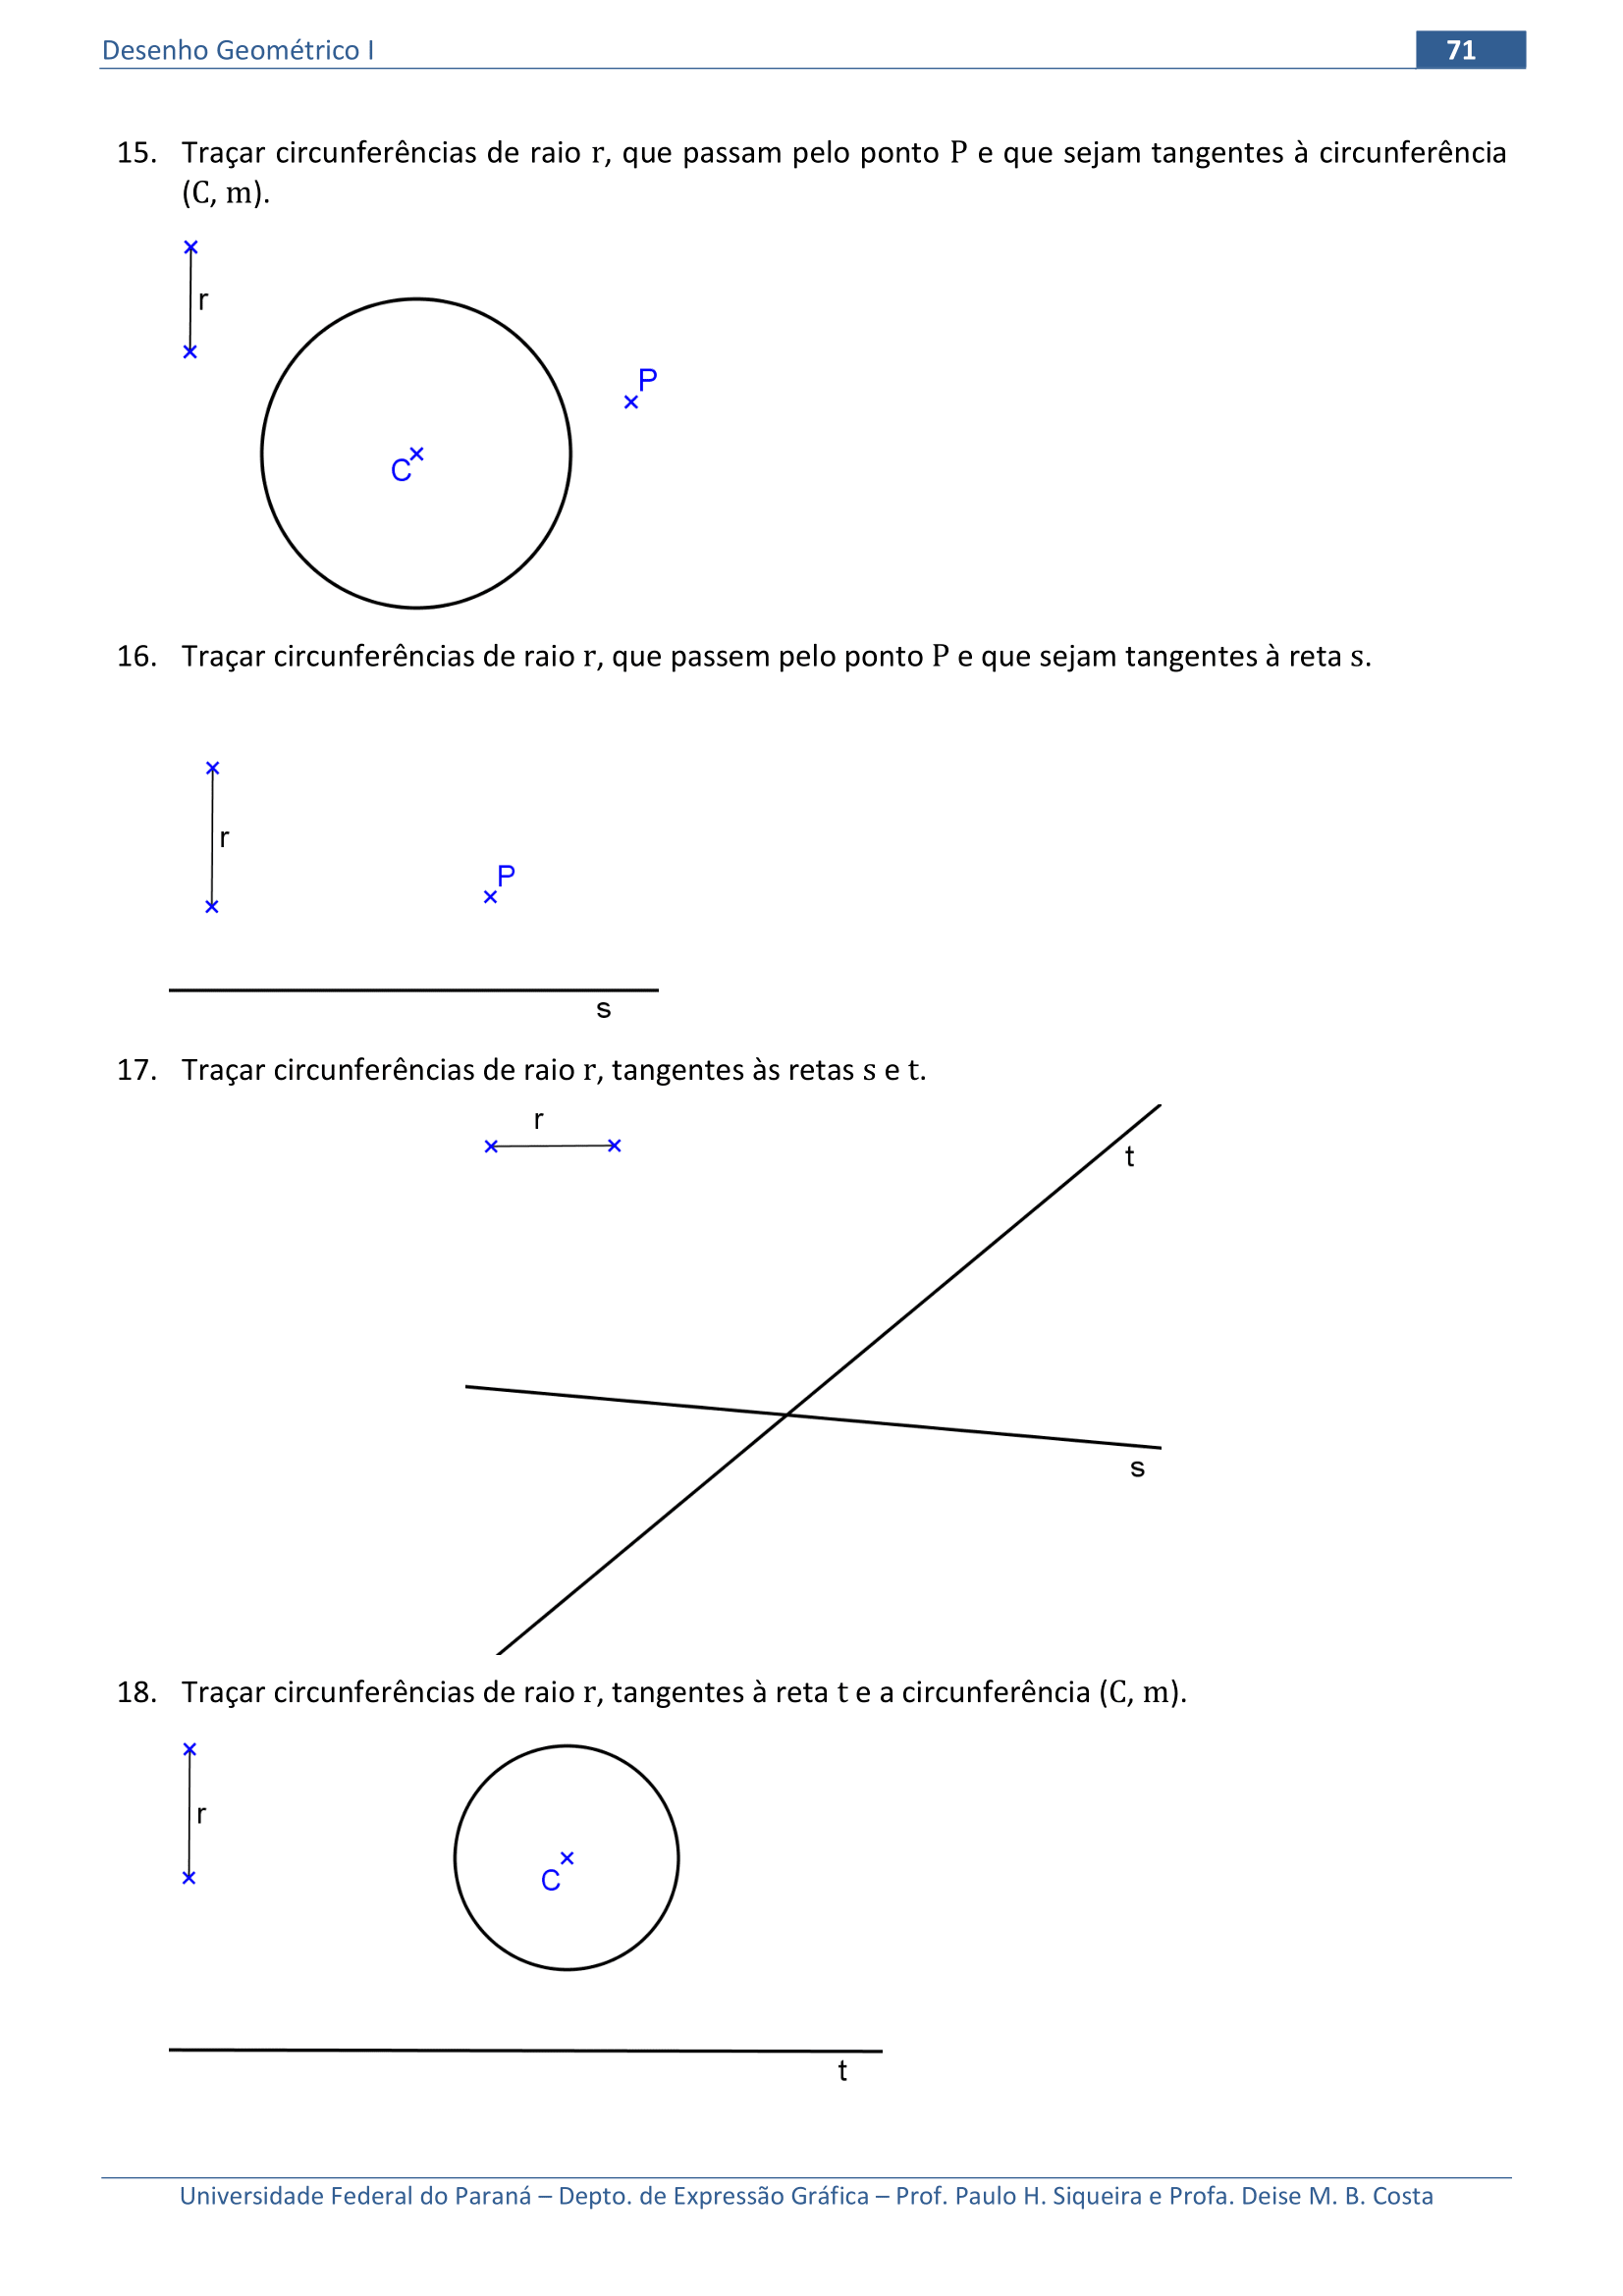 Desenho Geométrico I
71
15. Traçar circunferências de raio r, que passam pelo ponto P e que sejam tangentes à circunferência
(C, m).
r
P
C
16. Traçar circunferências de raio r, que passem pelo ponto P e que sejam tangentes à reta s.
r
P
s
17. Traçar circunferências de raio r, tangentes às retas s e t.
r
t
s
18. Traçar circunferências de raio r, tangentes à reta t e a circunferência (C, m).
r
C
t
Universidade Federal do Paraná – Depto. de Expressão Gráfica – Prof. Paulo H. Siqueira e Profa. Deise M. B. Costa